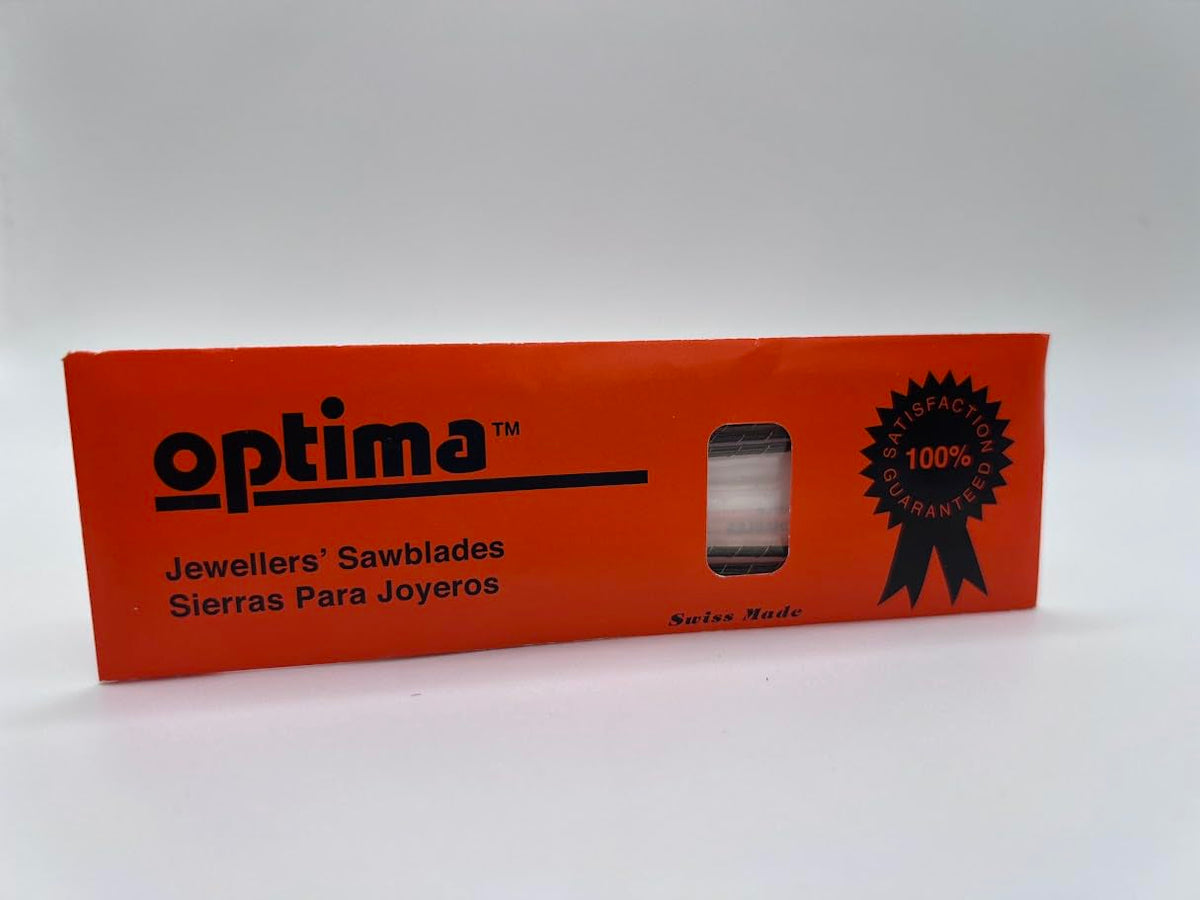 optima™
Jewellers' Sawblades
Sierras Para Joyeros
Swiss Made
SATISFACTION
100%
GUARANTEED